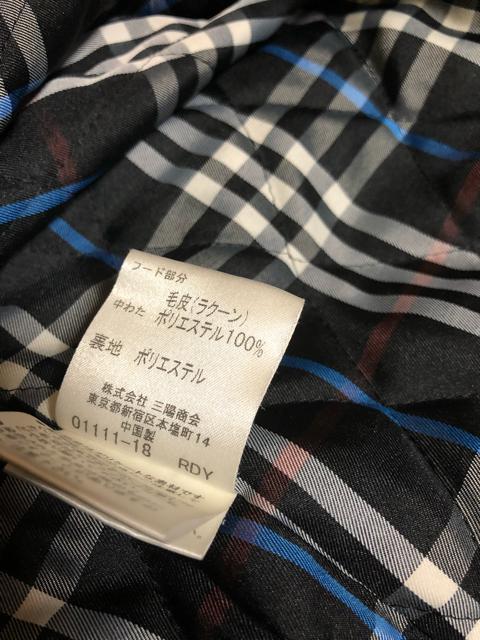 フード部分
毛皮(ラクーン)
中わた ポリエステル100%
裏地 ポリエステル
株式会社 三陽商会
東京都新宿区本塩町14
中国製
01111-18 RDY